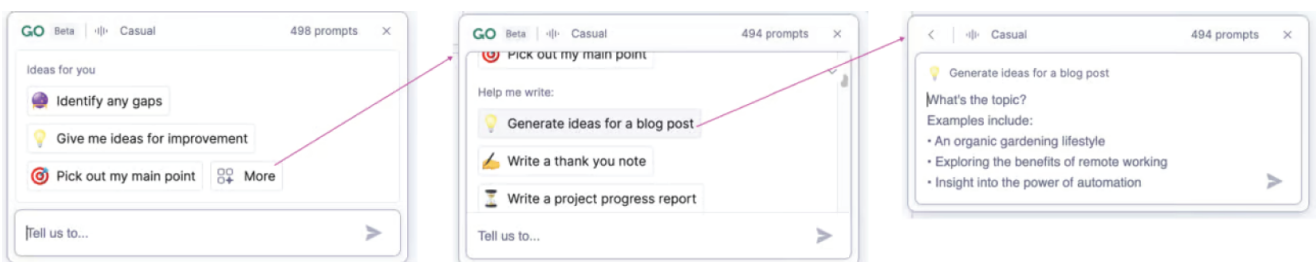 GO Beta Casual 498 prompts
Ideas for you
Identify any gaps
Give me ideas for improvement
Pick out my main point More
Tell us to...
GO Beta Casual 494 prompts
Pick out my main point
Help me write:
Generate ideas for a blog post
Write a thank you note
Write a project progress report
Tell us to...
Casual 494 prompts
Generate ideas for a blog post
What's the topic?
Examples include:
• An organic gardening lifestyle
• Exploring the benefits of remote working
• Insight into the power of automation